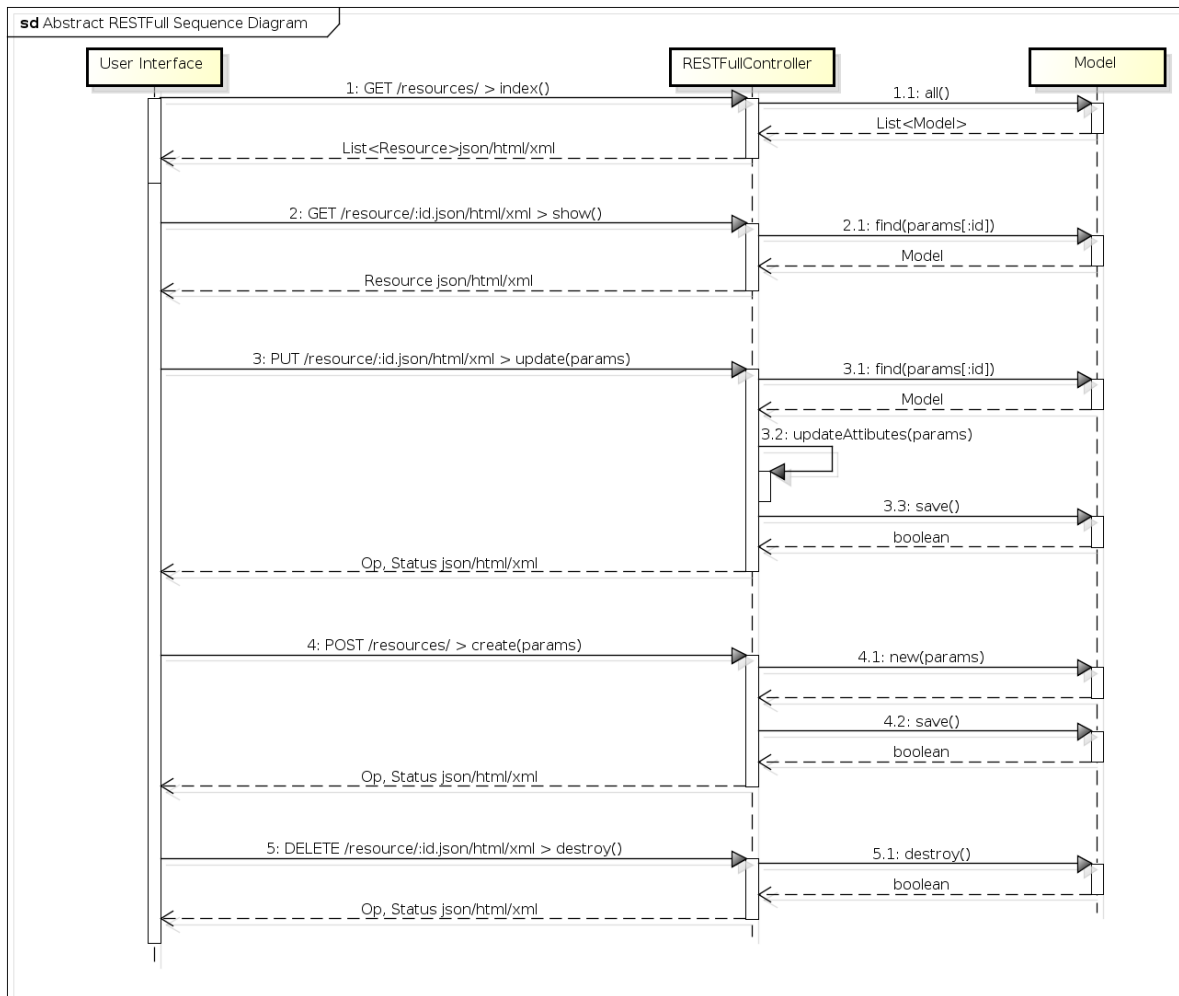 sd Abstract RESTFull Sequence Diagram
User Interface
RESTFullController
Model
1: GET /resources/ > index()
1.1: all()
List<Model>
List<Resource>json/html/xml
2: GET /resource/:id.json/html/xml > show()
2.1: find(params[:id])
Model
Resource json/html/xml
3: PUT /resource/:id.json/html/xml > update(params)
3.1: find(params[:id])
Model
3.2: updateAttibutes(params)
3.3: save()
boolean
Op, Status json/html/xml
4: POST /resources/ > create(params)
4.1: new(params)
4.2: save()
boolean
Op, Status json/html/xml
5: DELETE /resource/:id.json/html/xml > destroy()
5.1: destroy()
boolean
Op, Status json/html/xml